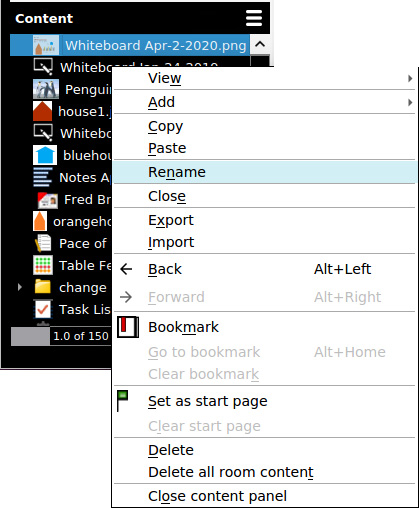 Content
Whiteboard Apr-2-2020.png
Whiteboard Jan-24-2019
Pengui
house1.j
Whitebo
bluehou
Notes A
Fred Br
orangeho
Pace of
Table Fe
change
Task Lis
1.0 of 150
View
Add
Copy
Paste
Rename
Close
Export
Import
Back Alt+Left
Forward Alt+Right
Bookmark
Go to bookmark Alt+Home
Clear bookmark
Set as start page
Clear start page
Delete
Delete all room content
Close content panel